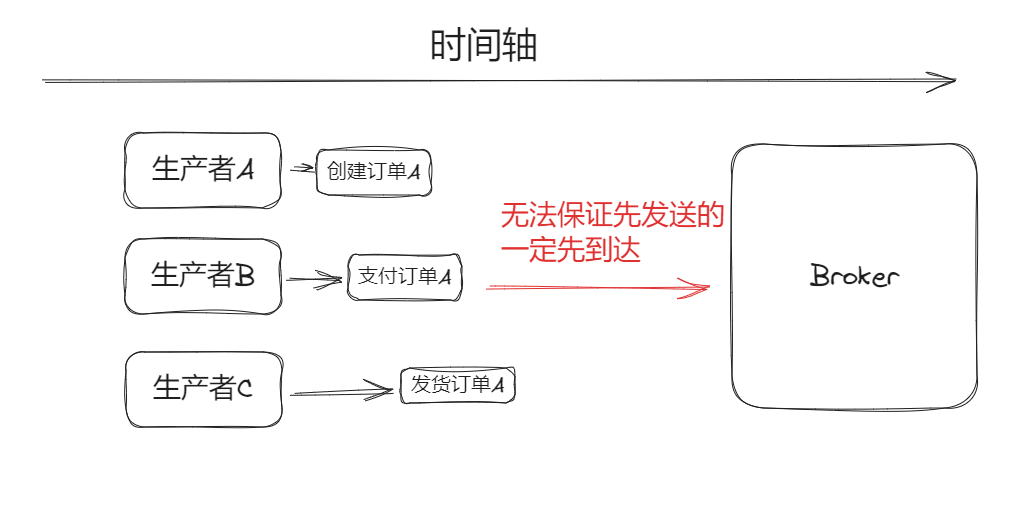 时间轴
生产者A
创建订单A
无法保证先发送的
一定先到达
生产者B
支付订单A
Broker
生产者C
发货订单A